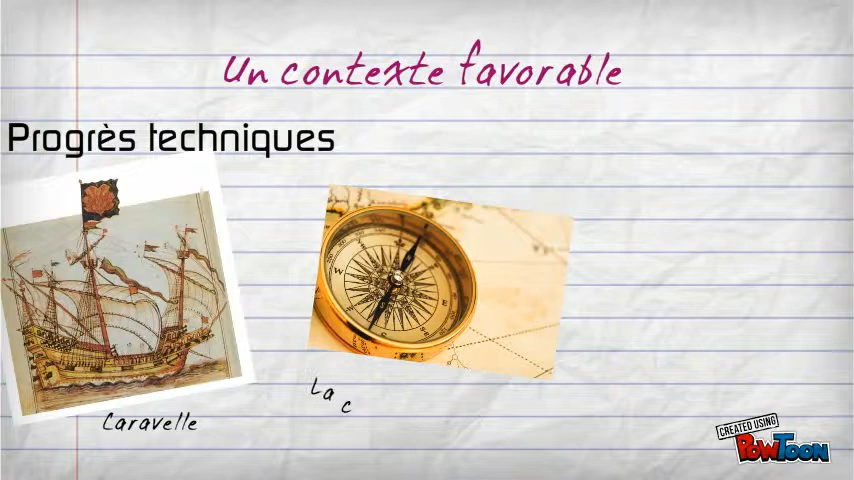 Un contexte favorable
Progrès techniques
Caravelle
La c
CREATED USING
POWTOON